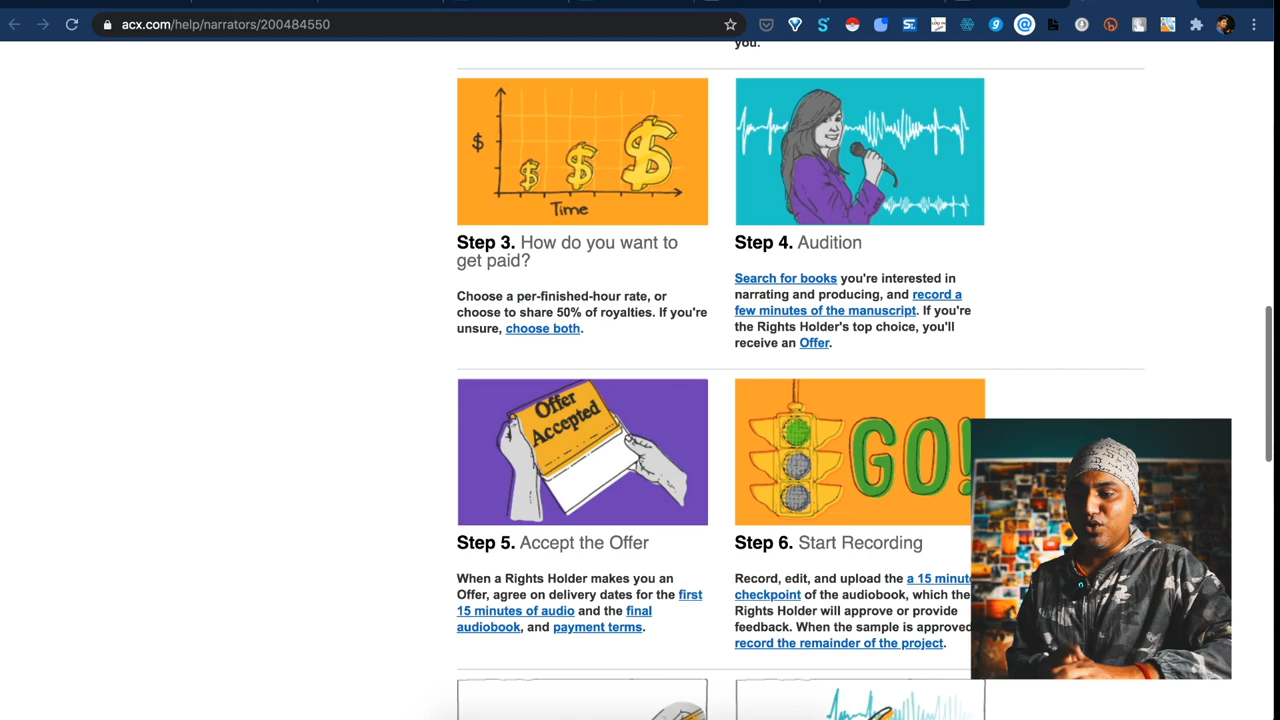 acx.com/help/narrators/200484550
you.
$
$ $ $
Time
Step 3. How do you want to
get paid?
Choose a per-finished-hour rate, or
choose to share 50% of royalties. If you're
unsure, choose both.
Step 4. Audition
Search for books you're interested in
narrating and producing, and record a
few minutes of the manuscript. If you're
the Rights Holder's top choice, you'll
receive an Offer.
Offer
Accepted
Step 5. Accept the Offer
When a Rights Holder makes you an
Offer, agree on delivery dates for the first
15 minutes of audio and the final
audiobook, and payment terms.
GO!
Step 6. Start Recording
Record, edit, and upload the a 15 minute
checkpoint of the audiobook, which the
Rights Holder will approve or provide
feedback. When the sample is approved
record the remainder of the project.